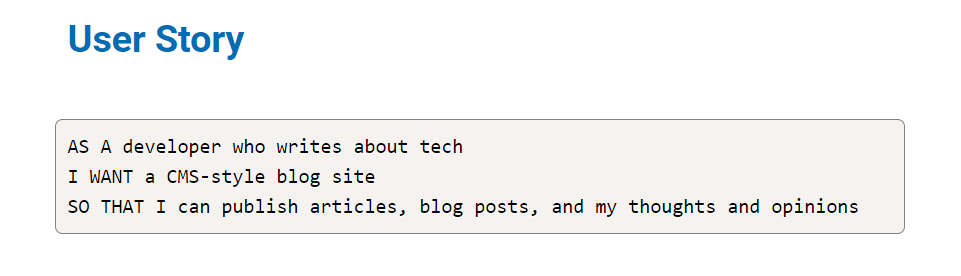 User Story
AS A developer who writes about tech
I WANT a CMS-style blog site
SO THAT I can publish articles, blog posts, and my thoughts and opinions